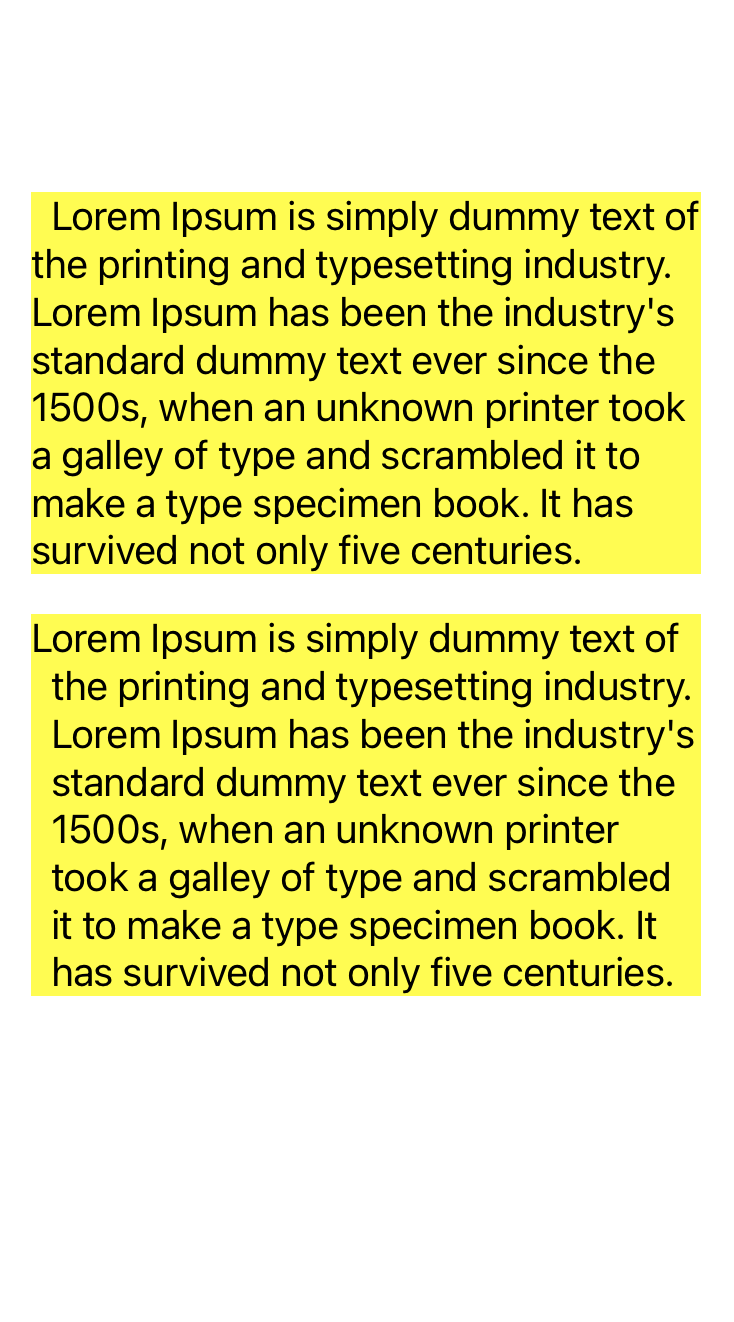 Lorem Ipsum is simply dummy text of
the printing and typesetting industry.
Lorem Ipsum has been the industry's
standard dummy text ever since the
1500s, when an unknown printer took
a galley of type and scrambled it to
make a type specimen book. It has
survived not only five centuries.
Lorem Ipsum is simply dummy text of
the printing and typesetting industry.
Lorem Ipsum has been the industry's
standard dummy text ever since the
1500s, when an unknown printer
took a galley of type and scrambled
it to make a type specimen book. It
has survived not only five centuries.